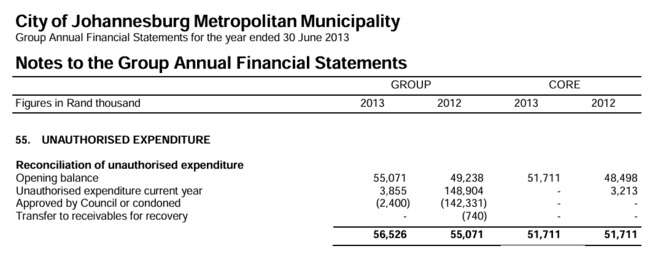 City of Johannesburg Metropolitan Municipality
Group Annual Financial Statements for the year ended 30 June 2013
Notes to the Group Annual Financial Statements
GROUP CORE
Figures in Rand thousand 2013 2012 2013 2012
55. UNAUTHORISED EXPENDITURE
Reconciliation of unauthorised expenditure
Opening balance 55,071 49,238 51,711 48,498
Unauthorised expenditure current year 3,855 148,904 - 3,213
Approved by Council or condoned (2,400) (142,331) - -
Transfer to receivables for recovery - (740) - -
56,526 55,071 51,711 51,711